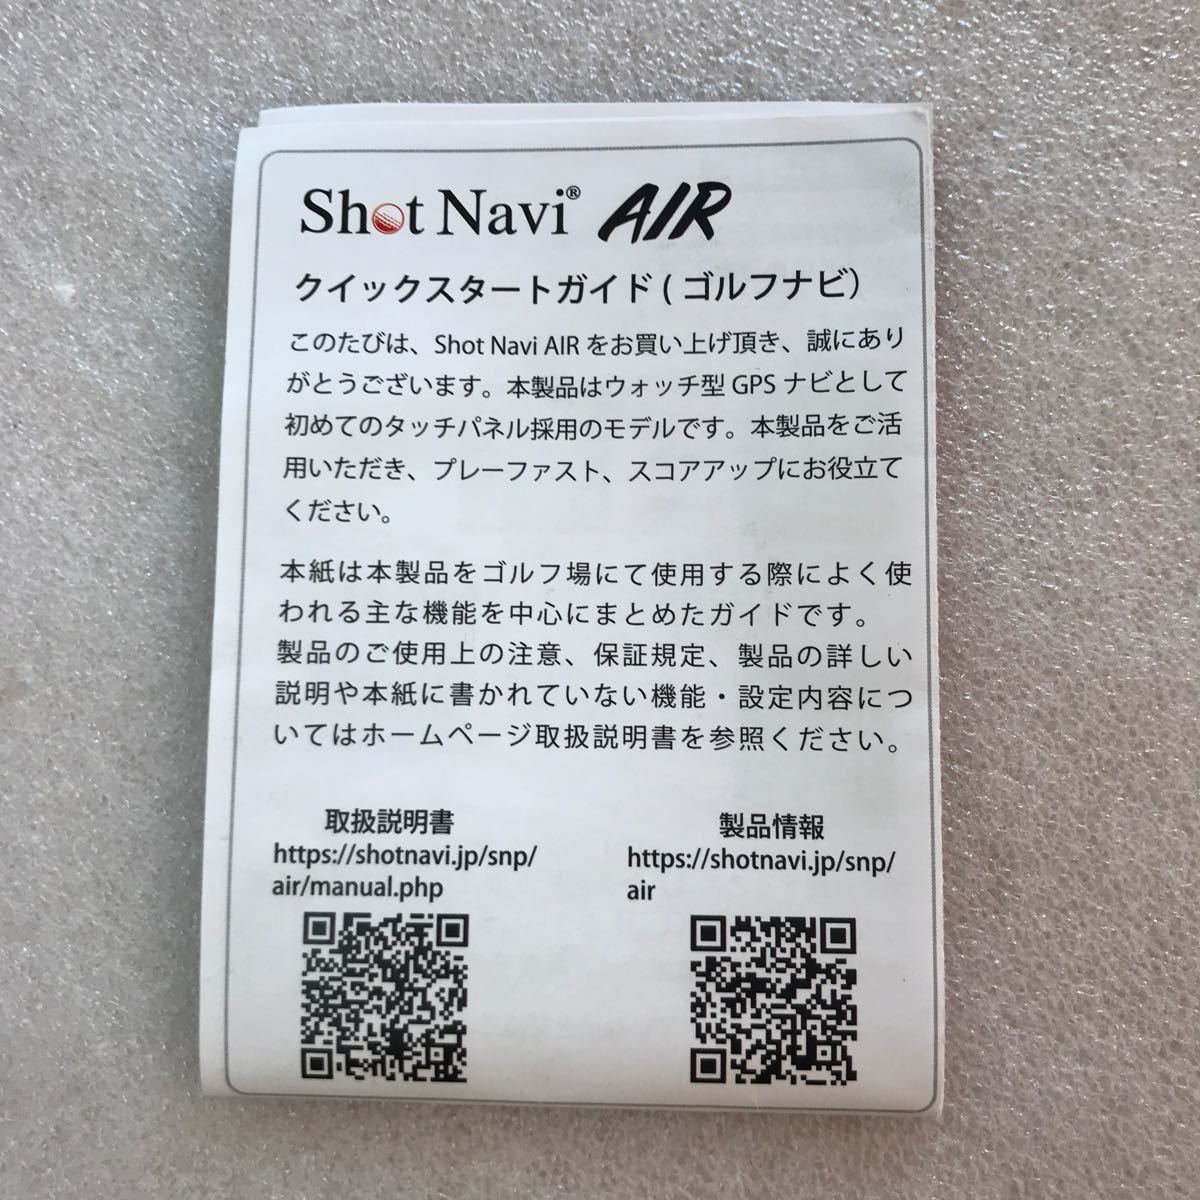 Shot Navi® AIR
クイックスタートガイド(ゴルフナビ)
このたびは、Shot Navi AIR をお買い上げ頂き、誠にあり
がとうございます。本製品はウォッチ型 GPS ナビとして
初めてのタッチパネル採用のモデルです。本製品をご活
用いただき、プレーファスト、スコアアップにお役立て
ください。
本紙は本製品をゴルフ場にて使用する際によく使
われる主な機能を中心にまとめたガイドです。
製品のご使用上の注意、保証規定、製品の詳しい
説明や本紙に書かれていない機能・設定内容につ
いてはホームページ取扱説明書を参照ください。
取扱説明書
https://shotnavi.jp/snp/
air/manual.php
製品情報
https://shotnavi.jp/snp/
air